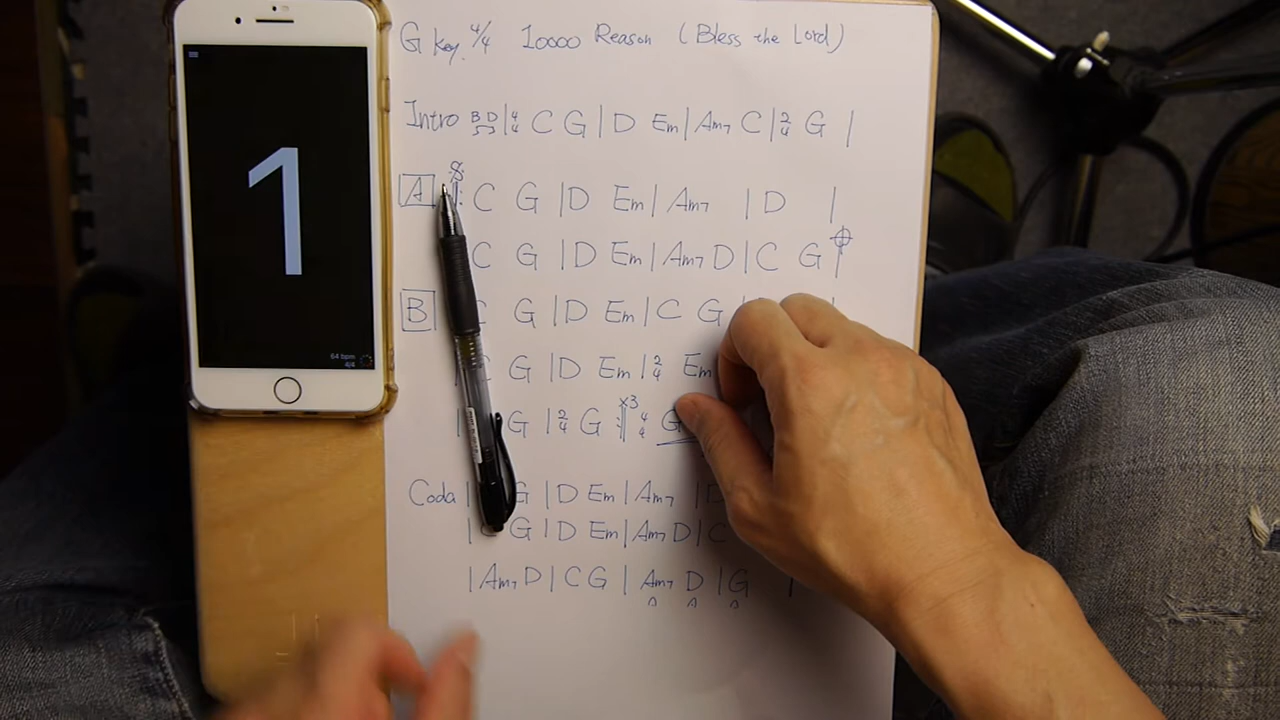 1
64 bpm
4/4
G key. 4/4 10000 Reason (Bless the Lord)
Intro B D | 4/4 C G | D Em | Am7 C | 2/4 G |
A C G | D Em | Am7 | D |
C G | D Em | Am7 D | C G |
B C G | D Em | C G |
G | D Em | 2/4 Em
| G | 2/4 G x3 4/4 G
Coda | G | D Em | Am7 |
| C G | D Em | Am7 D | C
| Am7 D | C G | Am7 D | G |